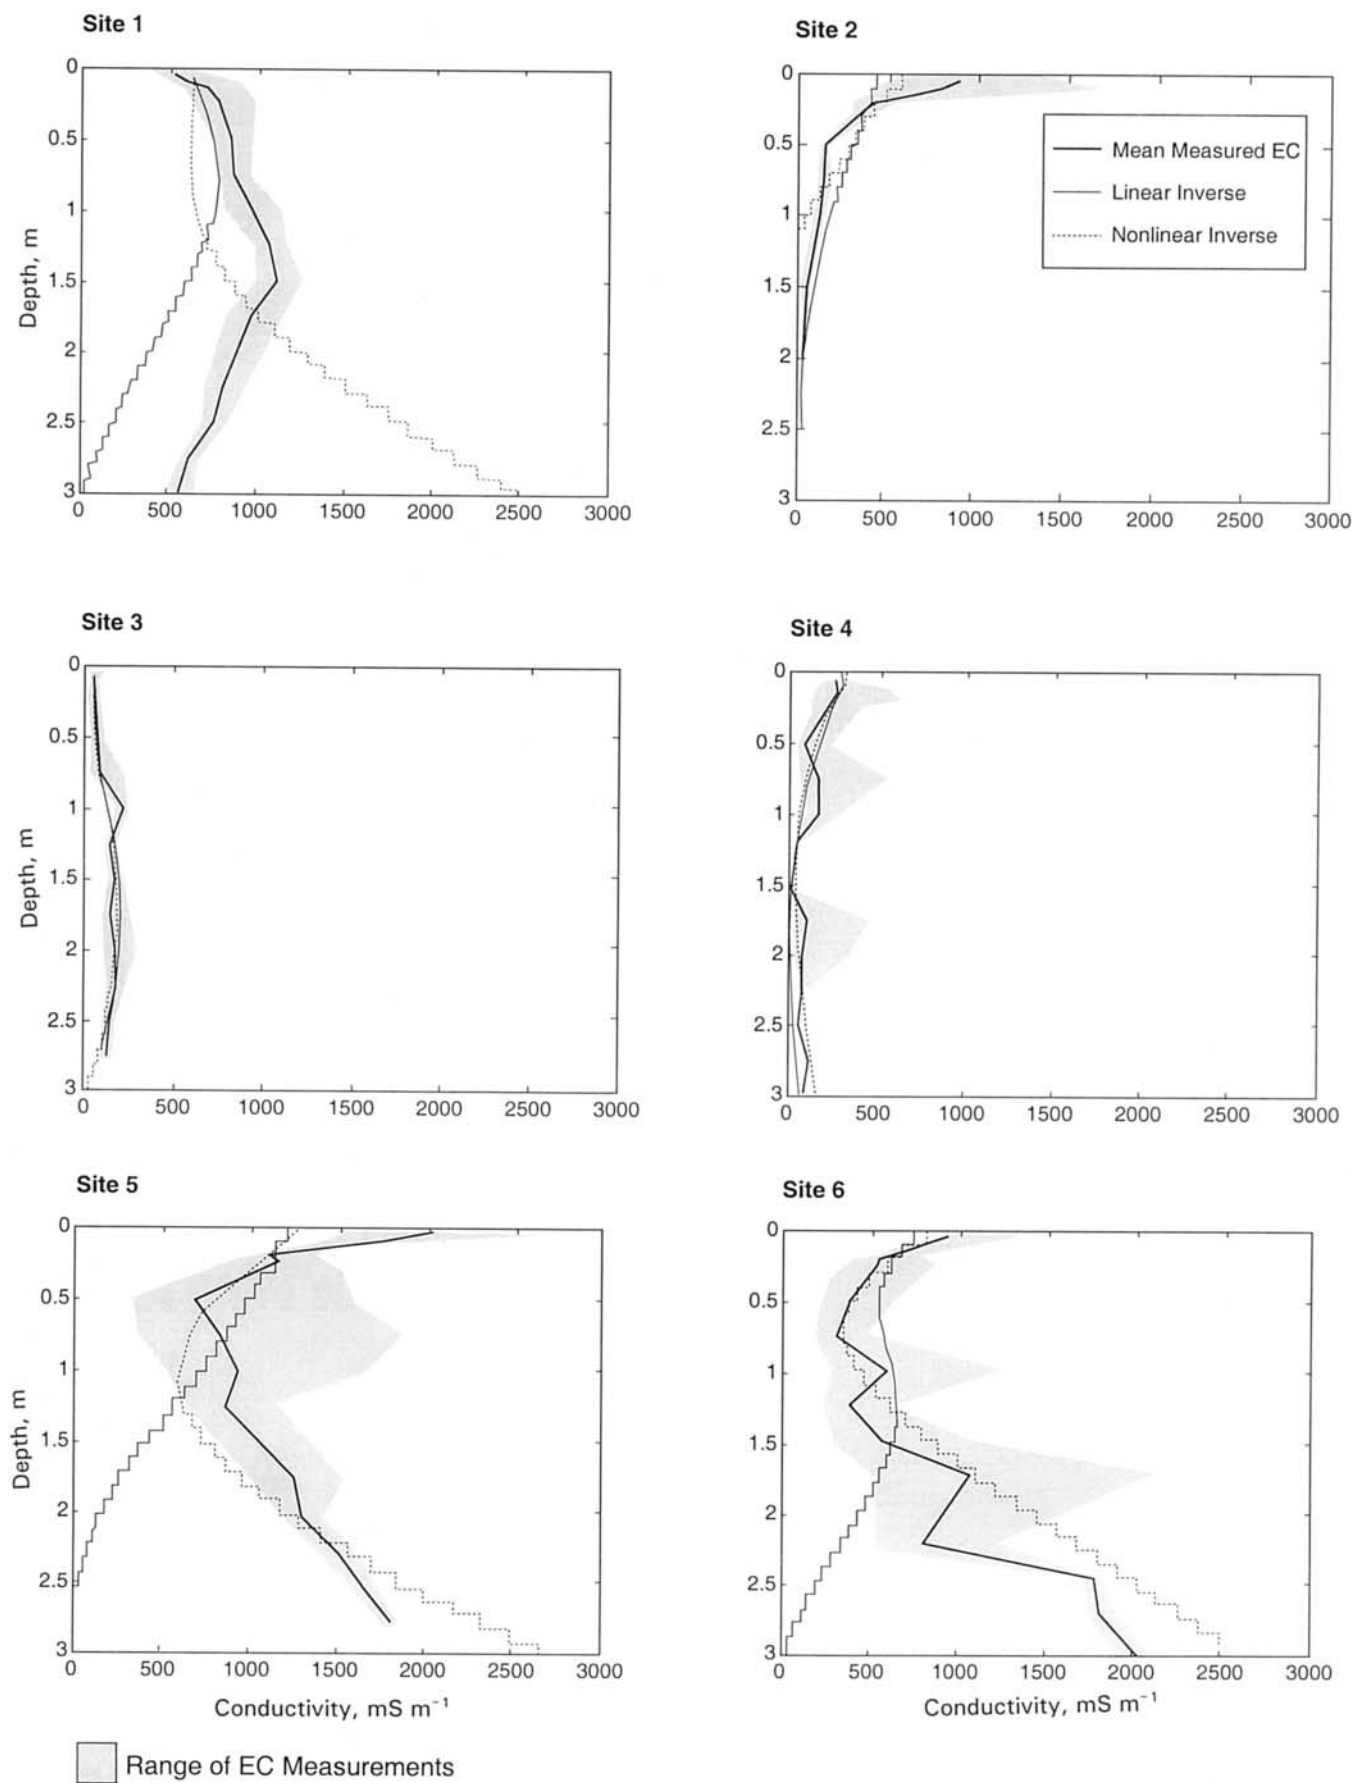 Site 1
0
0.5
1
1.5
2
2.5
3
Depth, m
0 500 1000 1500 2000 2500 3000
Site 2
0
0.5
1
1.5
2
2.5
3
0 500 1000 1500 2000 2500 3000
Mean Measured EC
Linear Inverse
Nonlinear Inverse
Site 3
0
0.5
1
1.5
2
2.5
3
Depth, m
0 500 1000 1500 2000 2500 3000
Site 4
0
0.5
1
1.5
2
2.5
3
Depth, m
0 500 1000 1500 2000 2500 3000
Site 5
0
0.5
1
1.5
2
2.5
3
Depth, m
0 500 1000 1500 2000 2500 3000
Conductivity, mS m⁻¹
Site 6
0
0.5
1
1.5
2
2.5
3
0 500 1000 1500 2000 2500 3000
Conductivity, mS m⁻¹
Range of EC Measurements